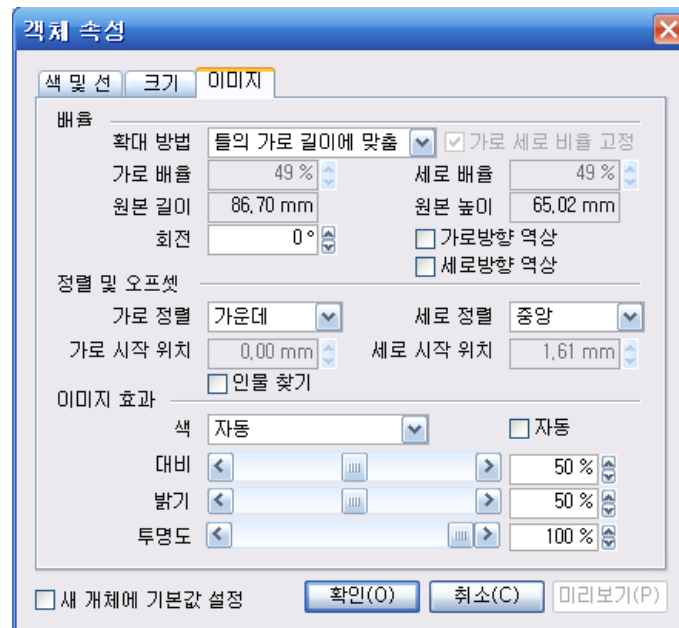 객체 속성
색 및 선 크기 이미지
배율
확대 방법 틀의 가로 길이에 맞춤 가로 세로 비율 고정
가로 배율 49 % 세로 배율 49 %
원본 길이 86,70 mm 원본 높이 65,02 mm
회전 0 ° 가로방향 역상
세로방향 역상
정렬 및 오프셋
가로 정렬 가운데 세로 정렬 중앙
가로 시작 위치 0,00 mm 세로 시작 위치 1,61 mm
인물 찾기
이미지 효과
색 자동 자동
대비 50 %
밝기 50 %
투명도 100 %
새 개체에 기본값 설정 확인(O) 취소(C) 미리보기(P)